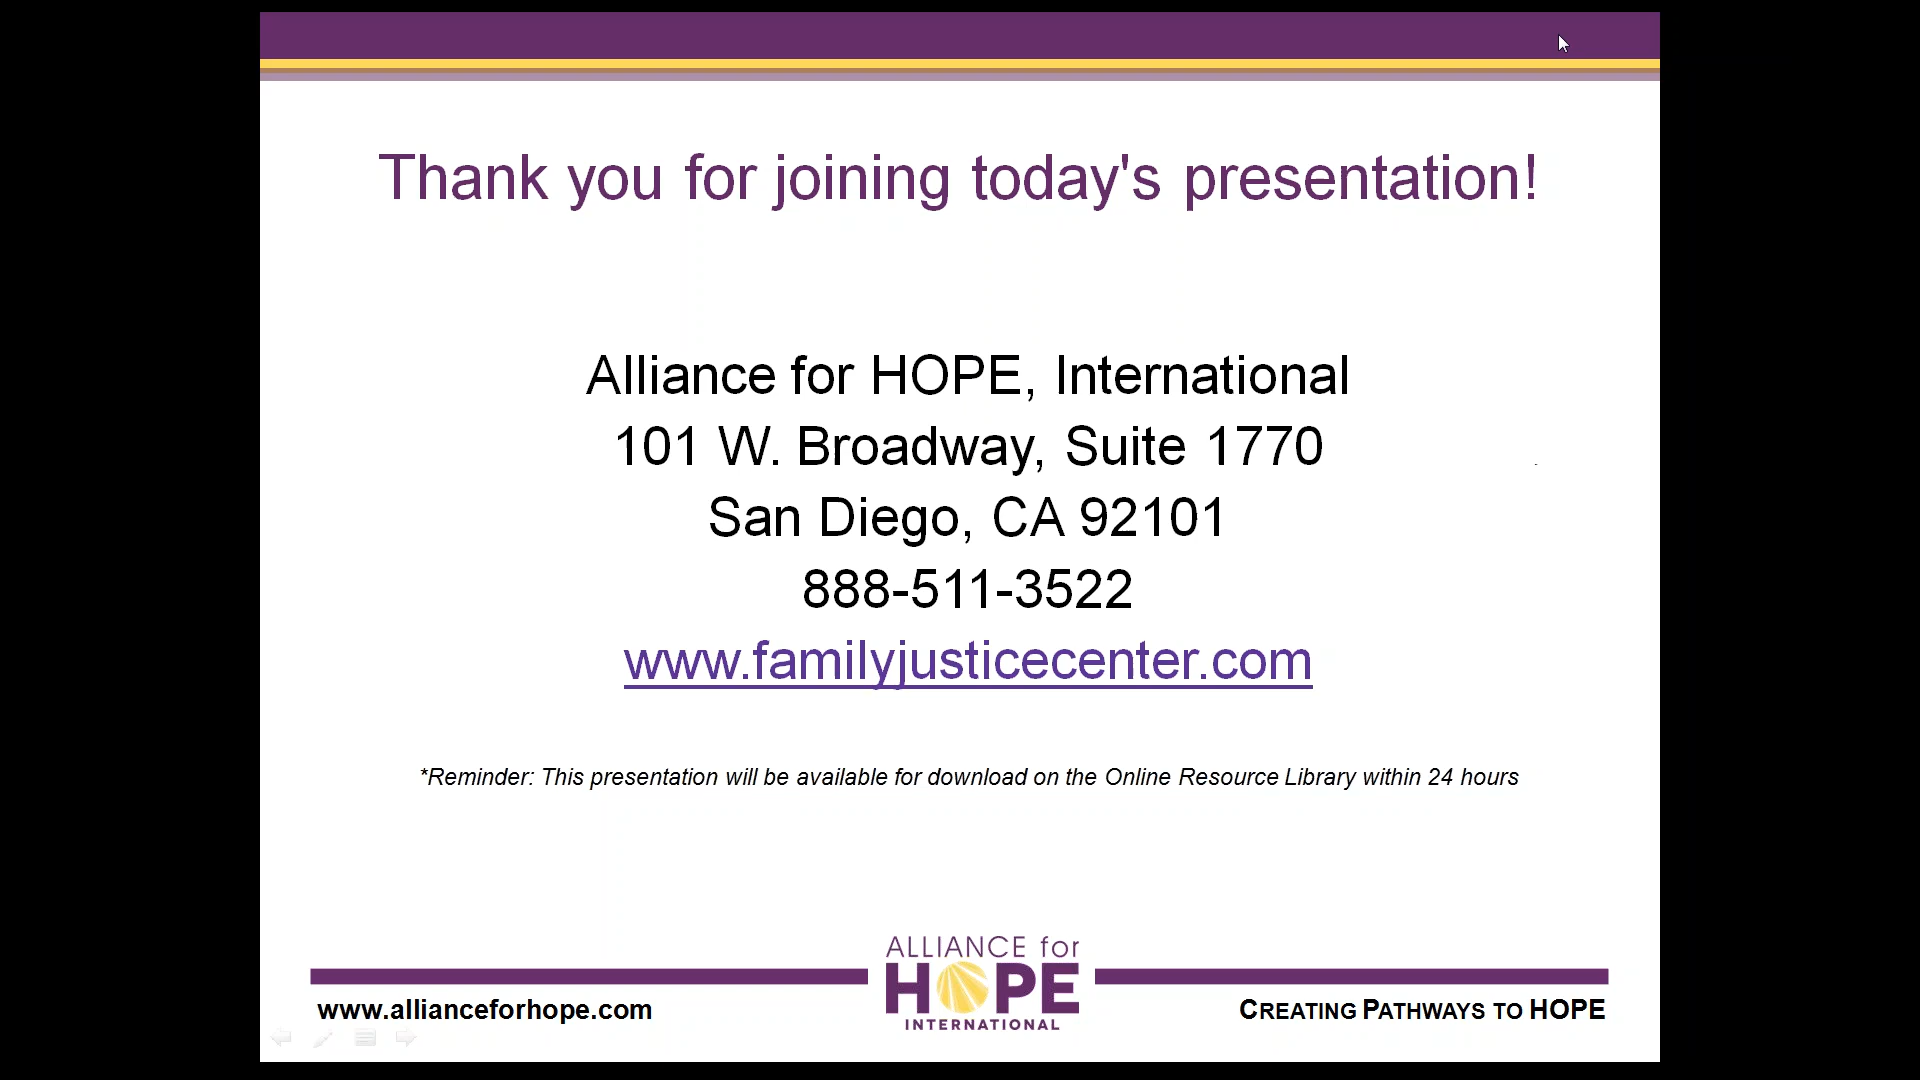 Thank you for joining today's presentation!
Alliance for HOPE, International
101 W. Broadway, Suite 1770
San Diego, CA 92101
888-511-3522
www.familyjusticecenter.com
*Reminder: This presentation will be available for download on the Online Resource Library within 24 hours
ALLIANCE for
HOPE
INTERNATIONAL
www.allianceforhope.com
CREATING PATHWAYS TO HOPE